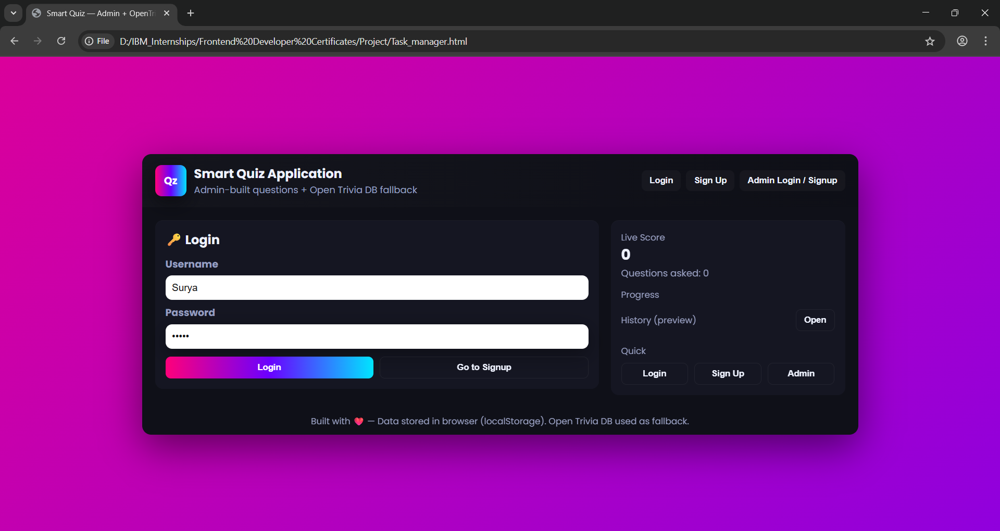 Smart Quiz — Admin + OpenTri
File
D:/IBM_Internships/Frontend%20Developer%20Certificates/Project/Task_manager.html
Qz
Smart Quiz Application
Admin-built questions + Open Trivia DB fallback
Login
Sign Up
Admin Login / Signup
🔑 Login
Username
Surya
Password
•••••
Login
Go to Signup
Live Score
0
Questions asked: 0
Progress
History (preview)
Open
Quick
Login
Sign Up
Admin
Built with ❤️ — Data stored in browser (localStorage). Open Trivia DB used as fallback.